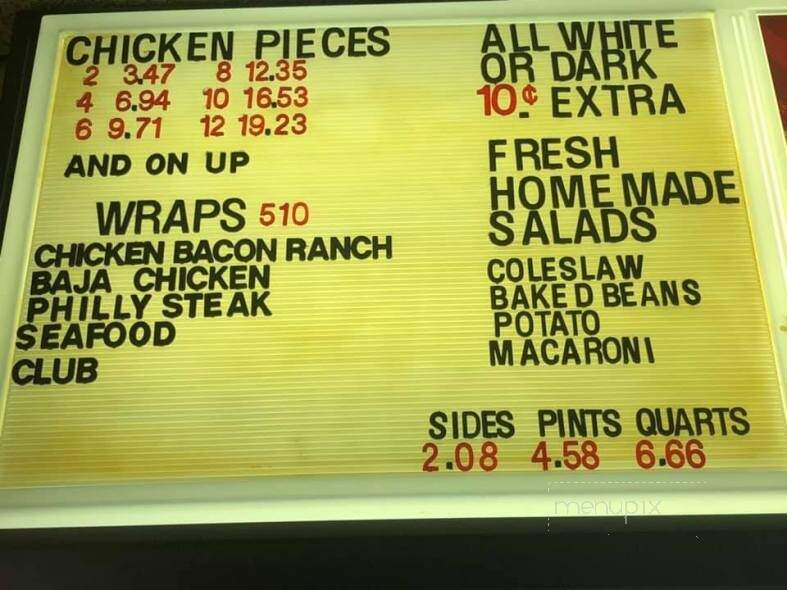 CHICKEN PIECES
2 3.47 8 12.35
4 6.94 10 16.53
6 9.71 12 19.23
AND ON UP
WRAPS 510
CHICKEN BACON RANCH
BAJA CHICKEN
PHILLY STEAK
SEAFOOD
CLUB
ALL WHITE
OR DARK
10¢ EXTRA
FRESH
HOMEMADE
SALADS
COLESLAW
BAKED BEANS
POTATO
MACARONI
SIDES PINTS QUARTS
2.08 4.58 6.66
menupix